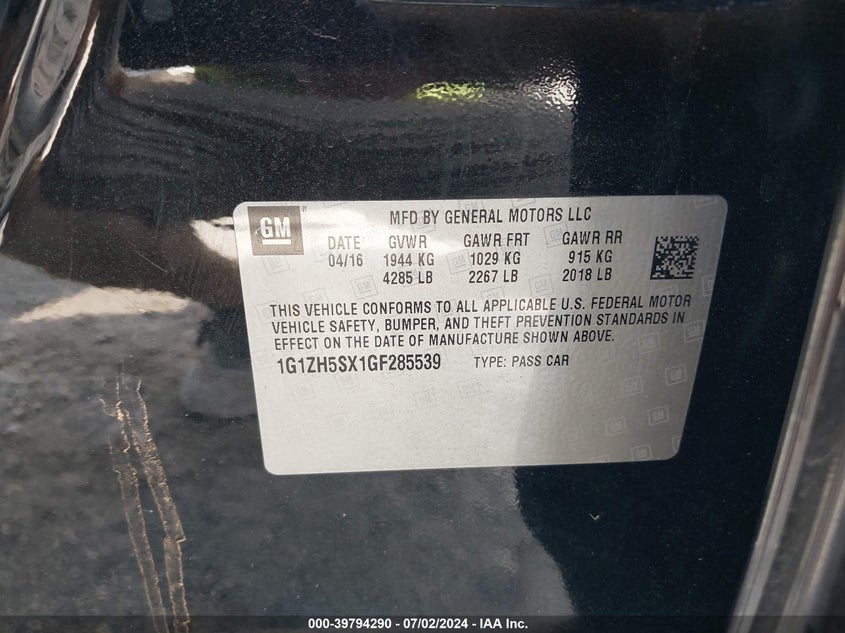 GM
MFD BY GENERAL MOTORS LLC
DATE GVWR GAWR FRT GAWR RR
04/16 1944 KG 1029 KG 915 KG
4285 LB 2267 LB 2018 LB
THIS VEHICLE CONFORMS TO ALL APPLICABLE U.S. FEDERAL MOTOR
VEHICLE SAFETY, BUMPER, AND THEFT PREVENTION STANDARDS IN
EFFECT ON THE DATE OF MANUFACTURE SHOWN ABOVE.
1G1ZH5SX1GF285539 TYPE: PASS CAR
000-39794290 - 07/02/2024 - IAA Inc.